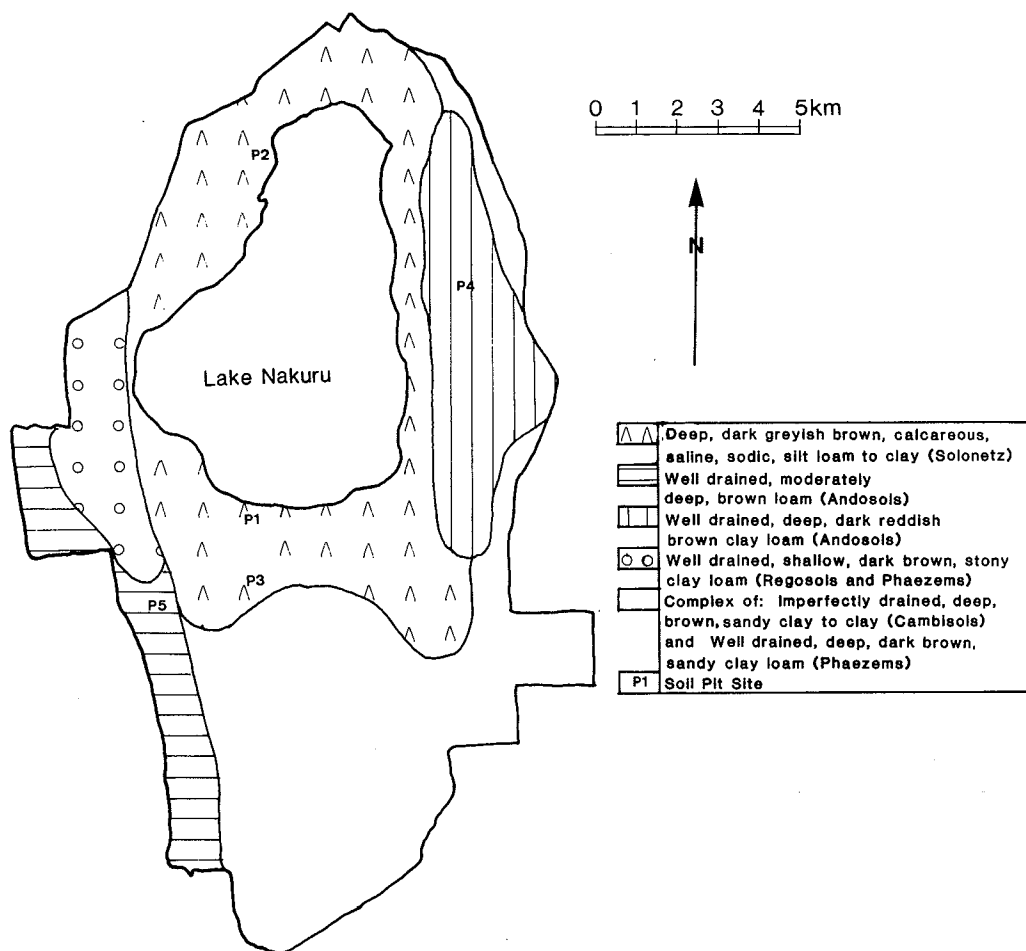 0 1 2 3 4 5km
N
P2
P4
Lake Nakuru
P1
P3
P5
Deep, dark greyish brown, calcareous,
saline, sodic, silt loam to clay (Solonetz)
Well drained, moderately
deep, brown loam (Andosols)
Well drained, deep, dark reddish
brown clay loam (Andosols)
Well drained, shallow, dark brown, stony
clay loam (Regosols and Phaezems)
Complex of: Imperfectly drained, deep,
brown, sandy clay to clay (Cambisols)
and Well drained, deep, dark brown,
sandy clay loam (Phaezems)
P1 Soil Pit Site